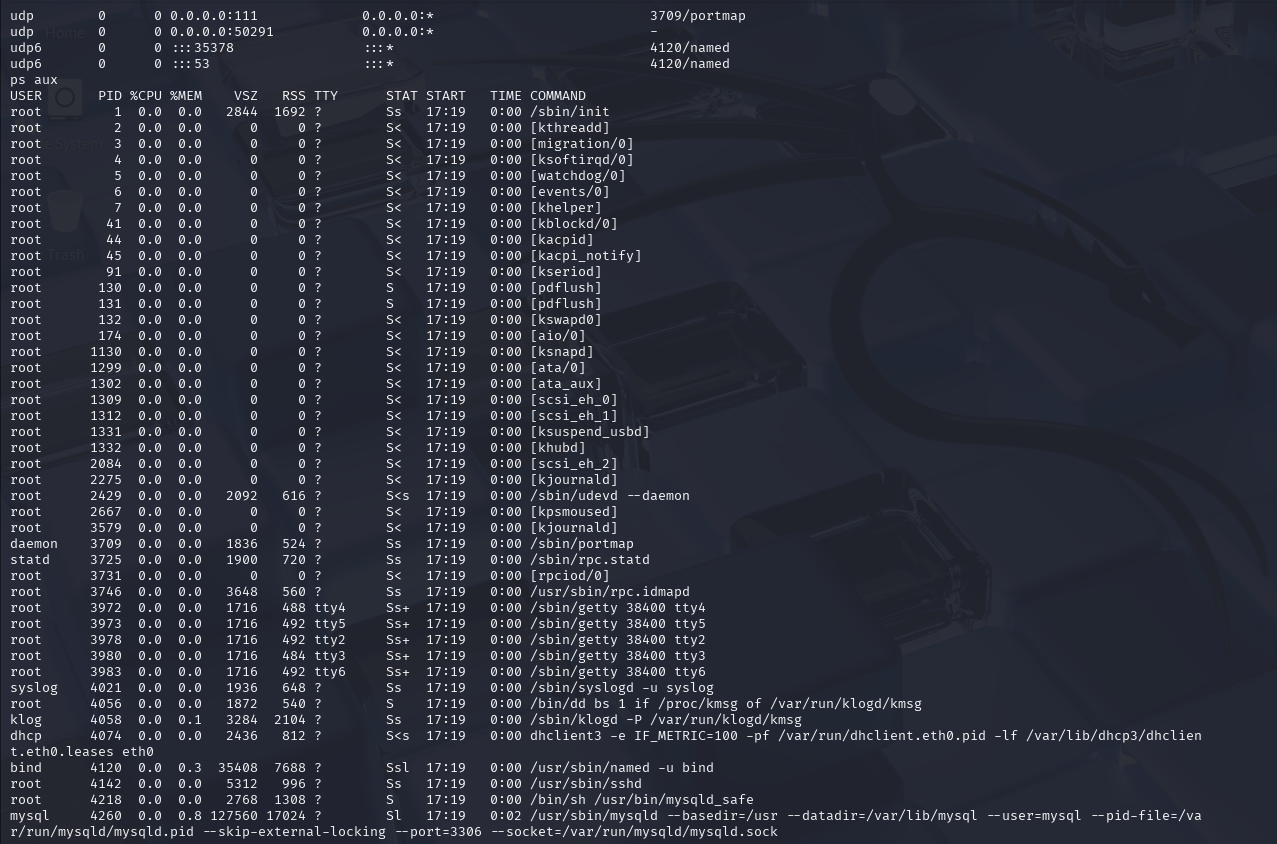 udp        0      0 0.0.0.0:111             0.0.0.0:*                           3709/portmap
udp        0      0 0.0.0.0:50291           0.0.0.0:*                           -
udp6       0      0 :::35378                :::*                                4120/named
udp6       0      0 :::53                   :::*                                4120/named
ps aux
USER       PID %CPU %MEM    VSZ   RSS TTY      STAT START   TIME COMMAND
root         1  0.0  0.0   2844  1692 ?        Ss   17:19   0:00 /sbin/init
root         2  0.0  0.0      0     0 ?        S<   17:19   0:00 [kthreadd]
root         3  0.0  0.0      0     0 ?        S<   17:19   0:00 [migration/0]
root         4  0.0  0.0      0     0 ?        S<   17:19   0:00 [ksoftirqd/0]
root         5  0.0  0.0      0     0 ?        S<   17:19   0:00 [watchdog/0]
root         6  0.0  0.0      0     0 ?        S<   17:19   0:00 [events/0]
root         7  0.0  0.0      0     0 ?        S<   17:19   0:00 [khelper]
root        41  0.0  0.0      0     0 ?        S<   17:19   0:00 [kblockd/0]
root        44  0.0  0.0      0     0 ?        S<   17:19   0:00 [kacpid]
root        45  0.0  0.0      0     0 ?        S<   17:19   0:00 [kacpi_notify]
root        91  0.0  0.0      0     0 ?        S<   17:19   0:00 [kseriod]
root       130  0.0  0.0      0     0 ?        S    17:19   0:00 [pdflush]
root       131  0.0  0.0      0     0 ?        S    17:19   0:00 [pdflush]
root       132  0.0  0.0      0     0 ?        S<   17:19   0:00 [kswapd0]
root       174  0.0  0.0      0     0 ?        S<   17:19   0:00 [aio/0]
root      1130  0.0  0.0      0     0 ?        S<   17:19   0:00 [ksnapd]
root      1299  0.0  0.0      0     0 ?        S<   17:19   0:00 [ata/0]
root      1302  0.0  0.0      0     0 ?        S<   17:19   0:00 [ata_aux]
root      1309  0.0  0.0      0     0 ?        S<   17:19   0:00 [scsi_eh_0]
root      1312  0.0  0.0      0     0 ?        S<   17:19   0:00 [scsi_eh_1]
root      1331  0.0  0.0      0     0 ?        S<   17:19   0:00 [ksuspend_usbd]
root      1332  0.0  0.0      0     0 ?        S<   17:19   0:00 [khubd]
root      2084  0.0  0.0      0     0 ?        S<   17:19   0:00 [scsi_eh_2]
root      2275  0.0  0.0      0     0 ?        S<   17:19   0:00 [kjournald]
root      2429  0.0  0.0   2092   616 ?        S<s  17:19   0:00 /sbin/udevd --daemon
root      2667  0.0  0.0      0     0 ?        S<   17:19   0:00 [kpsmoused]
root      3579  0.0  0.0      0     0 ?        S<   17:19   0:00 [kjournald]
daemon    3709  0.0  0.0   1836   524 ?        Ss   17:19   0:00 /sbin/portmap
statd     3725  0.0  0.0   1900   720 ?        Ss   17:19   0:00 /sbin/rpc.statd
root      3731  0.0  0.0      0     0 ?        S<   17:19   0:00 [rpciod/0]
root      3746  0.0  0.0   3648   560 ?        Ss   17:19   0:00 /usr/sbin/rpc.idmapd
root      3972  0.0  0.0   1716   488 tty4     Ss+  17:19   0:00 /sbin/getty 38400 tty4
root      3973  0.0  0.0   1716   492 tty5     Ss+  17:19   0:00 /sbin/getty 38400 tty5
root      3978  0.0  0.0   1716   492 tty2     Ss+  17:19   0:00 /sbin/getty 38400 tty2
root      3980  0.0  0.0   1716   484 tty3     Ss+  17:19   0:00 /sbin/getty 38400 tty3
root      3983  0.0  0.0   1716   492 tty6     Ss+  17:19   0:00 /sbin/getty 38400 tty6
syslog    4021  0.0  0.0   1936   648 ?        Ss   17:19   0:00 /sbin/syslogd -u syslog
root      4056  0.0  0.0   1872   540 ?        S    17:19   0:00 /bin/dd bs 1 if /proc/kmsg of /var/run/klogd/kmsg
klog      4058  0.0  0.1   3284  2104 ?        Ss   17:19   0:00 /sbin/klogd -P /var/run/klogd/kmsg
dhcp      4074  0.0  0.0   2436   812 ?        S<s  17:19   0:00 dhclient3 -e IF_METRIC=100 -pf /var/run/dhclient.eth0.pid -lf /var/lib/dhcp3/dhclien
t.eth0.leases eth0
bind      4120  0.0  0.3  35408  7688 ?        Ssl  17:19   0:00 /usr/sbin/named -u bind
root      4142  0.0  0.0   5312   996 ?        Ss   17:19   0:00 /usr/sbin/sshd
root      4218  0.0  0.0   2768  1308 ?        S    17:19   0:00 /bin/sh /usr/bin/mysqld_safe
mysql     4260  0.0  0.8 127560 17024 ?        Sl   17:19   0:02 /usr/sbin/mysqld --basedir=/usr --datadir=/var/lib/mysql --user=mysql --pid-file=/va
r/run/mysqld/mysqld.pid --skip-external-locking --port=3306 --socket=/var/run/mysqld/mysqld.sock
Home
System
Trash